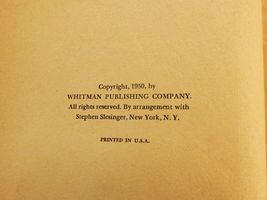 Copyright, 1950, by
WHITMAN PUBLISHING COMPANY.
All rights reserved. By arrangement with
Stephen Slesinger, New York, N. Y.
PRINTED IN U.S.A.